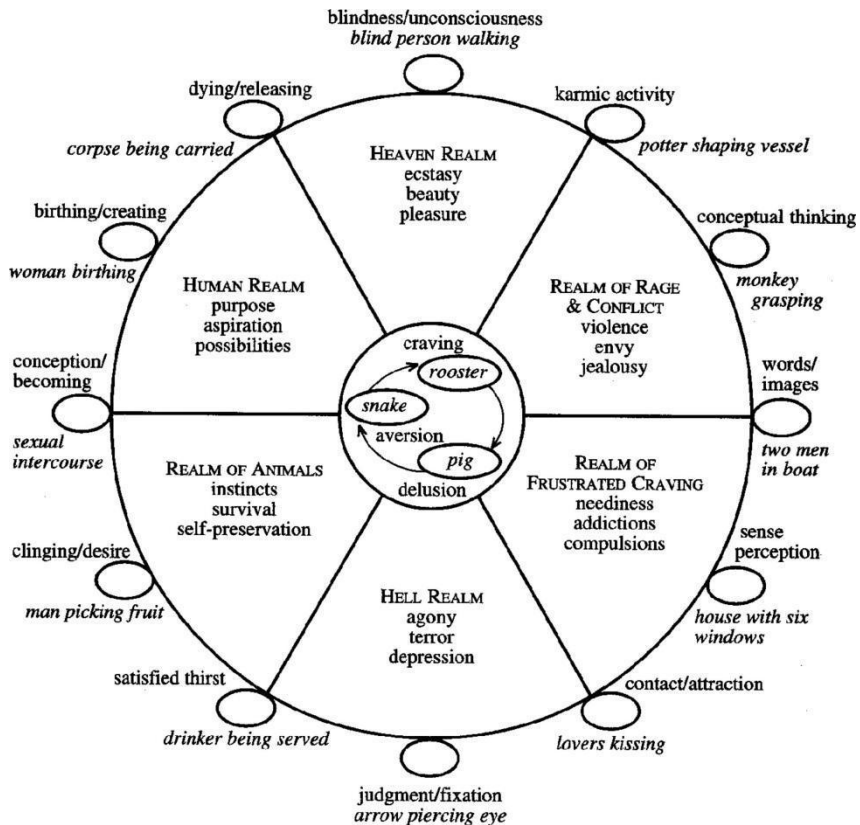 blindness/unconsciousness
blind person walking
dying/releasing
corpse being carried
karmic activity
potter shaping vessel
birthing/creating
woman birthing
conceptual thinking
monkey
grasping
HEAVEN REALM
ecstasy
beauty
pleasure
HUMAN REALM
purpose
aspiration
possibilities
REALM OF RAGE
& CONFLICT
violence
envy
jealousy
conception/
becoming
sexual
intercourse
words/
images
two men
in boat
craving
rooster
snake
aversion
pig
delusion
REALM OF ANIMALS
instincts
survival
self-preservation
REALM OF
FRUSTRATED CRAVING
neediness
addictions
compulsions
clinging/desire
man picking fruit
sense
perception
house with six
windows
HELL REALM
agony
terror
depression
satisfied thirst
drinker being served
contact/attraction
lovers kissing
judgment/fixation
arrow piercing eye